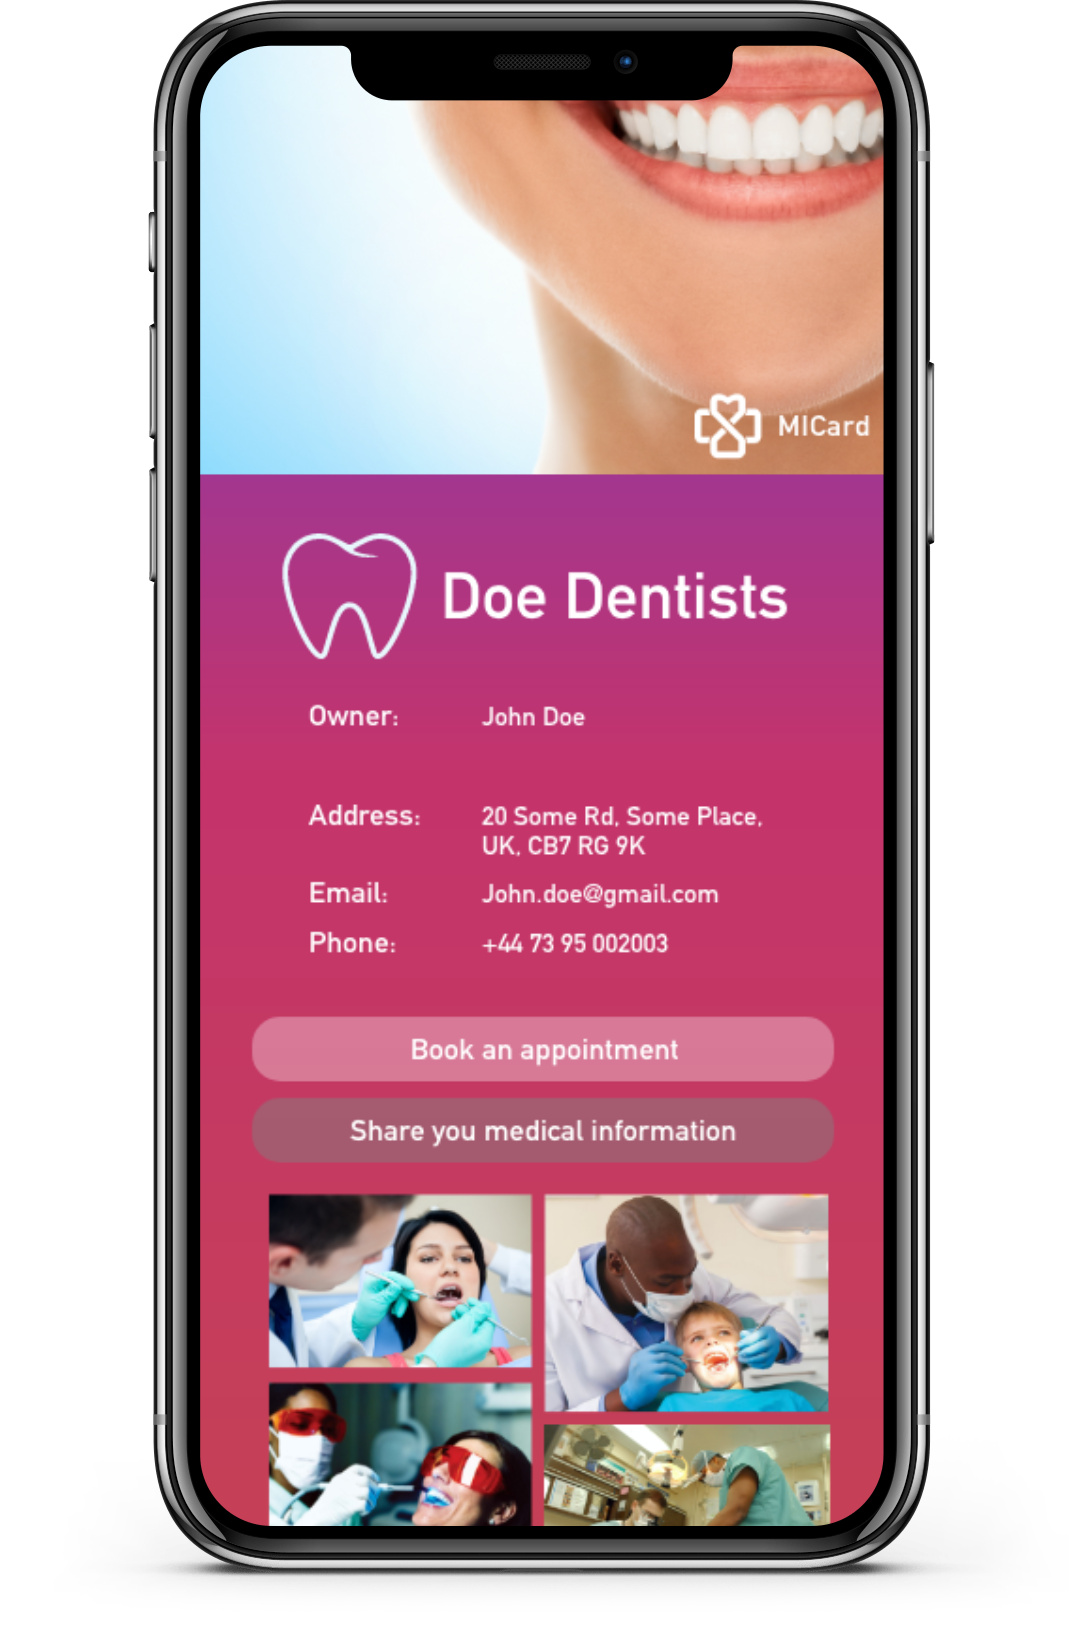 MICard
Doe Dentists
Owner: John Doe
Address: 20 Some Rd, Some Place,
UK, CB7 RG 9K
Email: John.doe@gmail.com
Phone: +44 73 95 002003
Book an appointment
Share you medical information